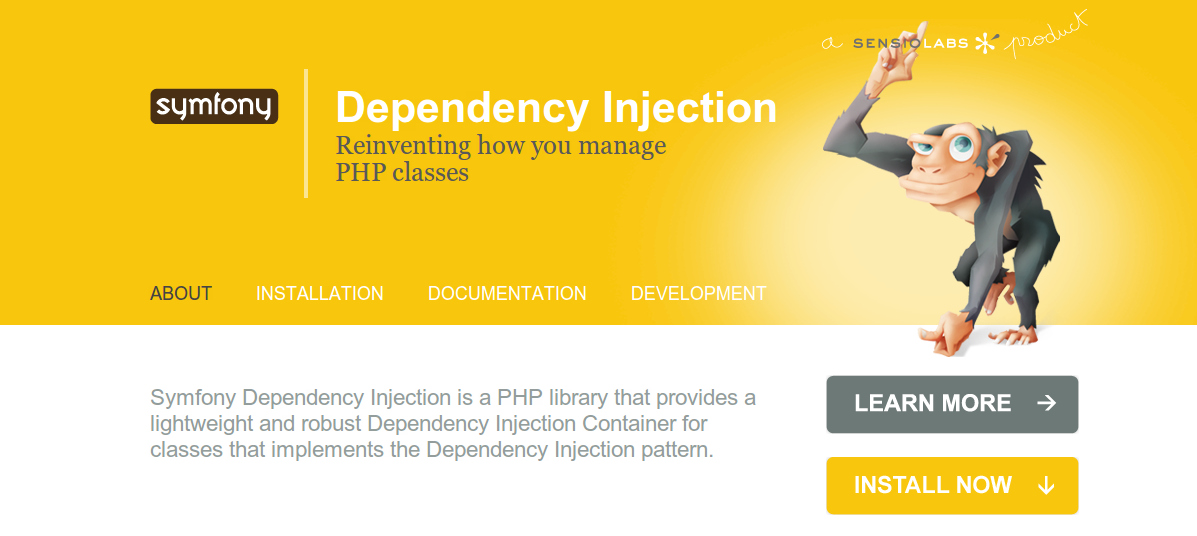 a SENSIOLABS product
symfony
Dependency Injection
Reinventing how you manage
PHP classes
ABOUT INSTALLATION DOCUMENTATION DEVELOPMENT
Symfony Dependency Injection is a PHP library that provides a
lightweight and robust Dependency Injection Container for
classes that implements the Dependency Injection pattern.
LEARN MORE →
INSTALL NOW ↓